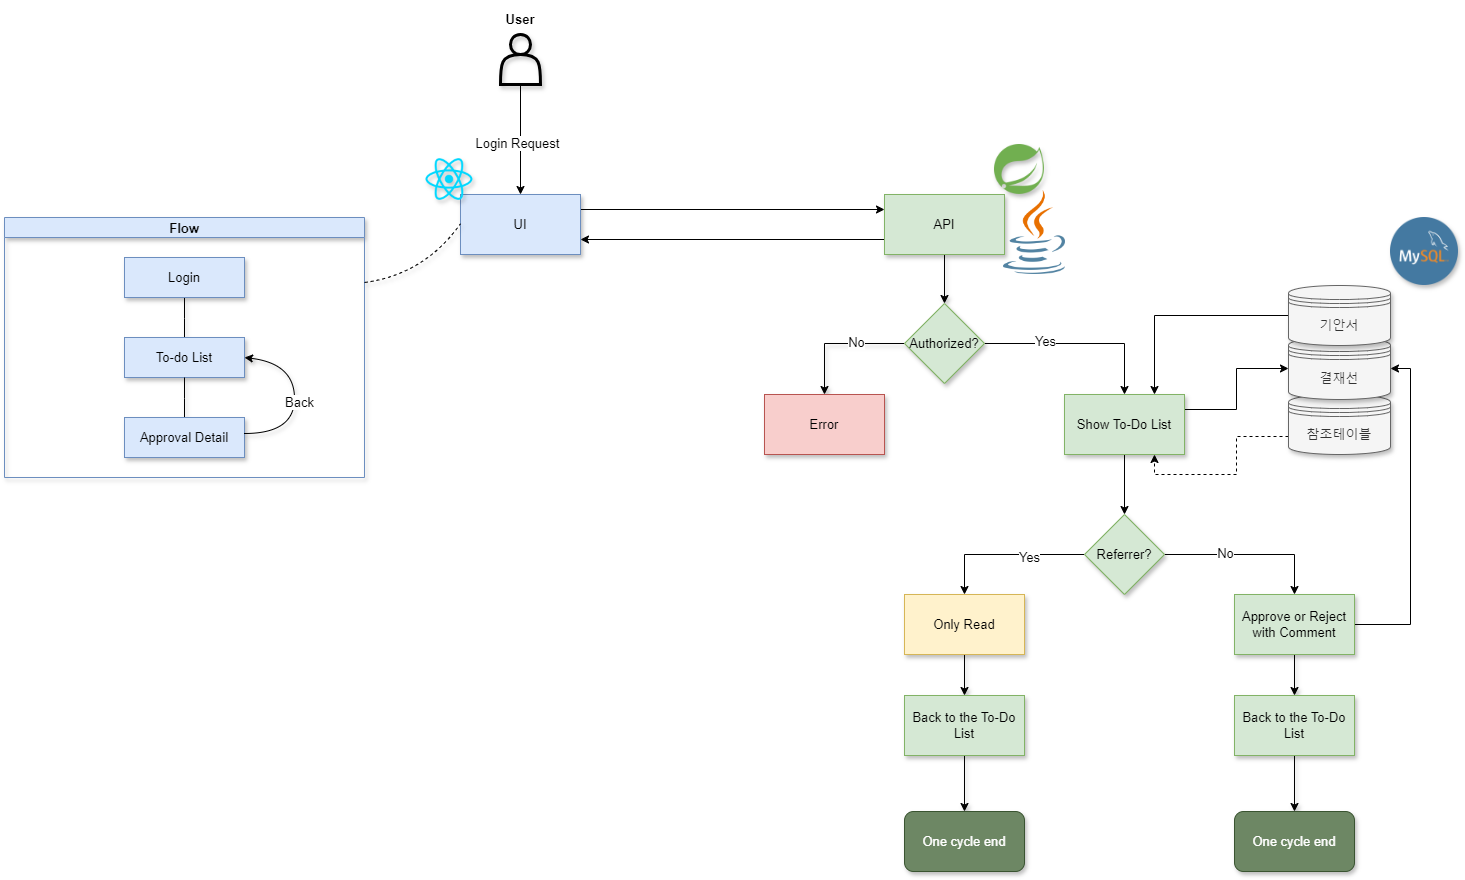 User
Login Request
UI
API
Flow
Login
To-do List
Back
Approval Detail
MySQL
기안서
결재선
참조테이블
Authorized?
No
Yes
Error
Show To-Do List
Referrer?
Yes
No
Only Read
Approve or Reject
with Comment
Back to the To-Do
List
Back to the To-Do
List
One cycle end
One cycle end